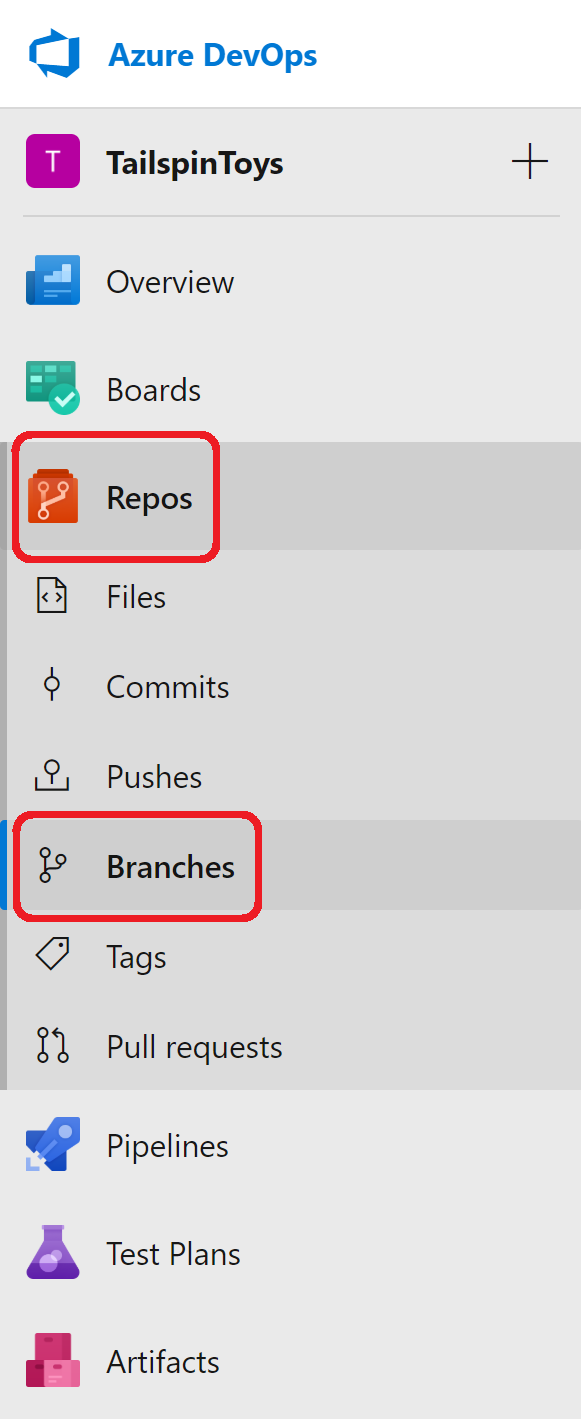 Azure DevOps
T TailspinToys
Overview
Boards
Repos
Files
Commits
Pushes
Branches
Tags
Pull requests
Pipelines
Test Plans
Artifacts